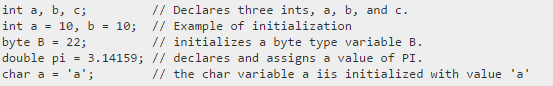 int a, b, c;         // Declares three ints, a, b, and c.
int a = 10, b = 10;  // Example of initialization
byte B = 22;         // initializes a byte type variable B.
double pi = 3.14159; // declares and assigns a value of PI.
char a = 'a';        // the char variable a iis initialized with value 'a'